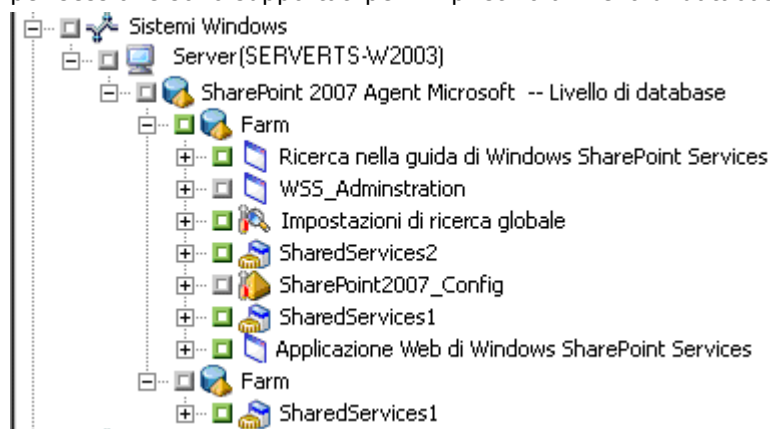 Sistemi Windows
Server(SERVERTS-W2003)
SharePoint 2007 Agent Microsoft -- Livello di database
Farm
Ricerca nella guida di Windows SharePoint Services
WSS_Adminstration
Impostazioni di ricerca globale
SharedServices2
SharePoint2007_Config
SharedServices1
Applicazione Web di Windows SharePoint Services
Farm
SharedServices1